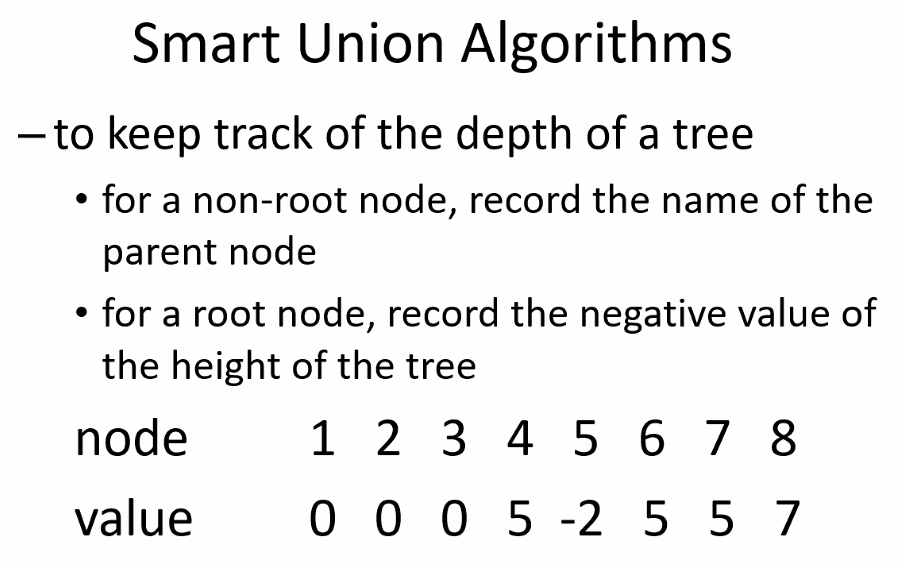 Smart Union Algorithms
– to keep track of the depth of a tree
• for a non-root node, record the name of the
parent node
• for a root node, record the negative value of
the height of the tree
node 1 2 3 4 5 6 7 8
value 0 0 0 5 -2 5 5 7